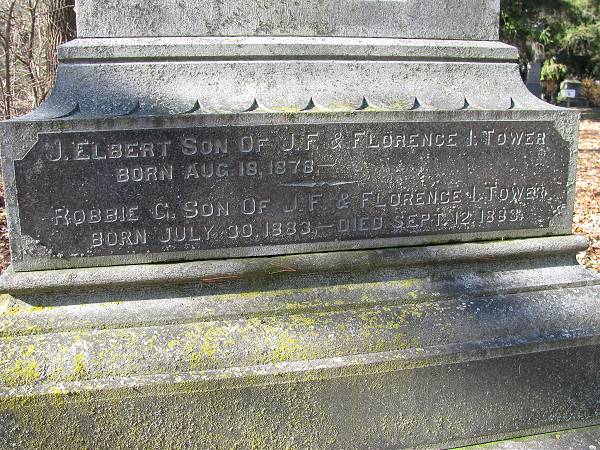 J. ELBERT SON OF J. F. & FLORENCE I. TOWER
BORN AUG. 18, 1878 —
ROBBIE G. SON OF J. F. & FLORENCE I. TOWER
BORN JULY 30, 1883, — DIED SEPT. 12, 1883.